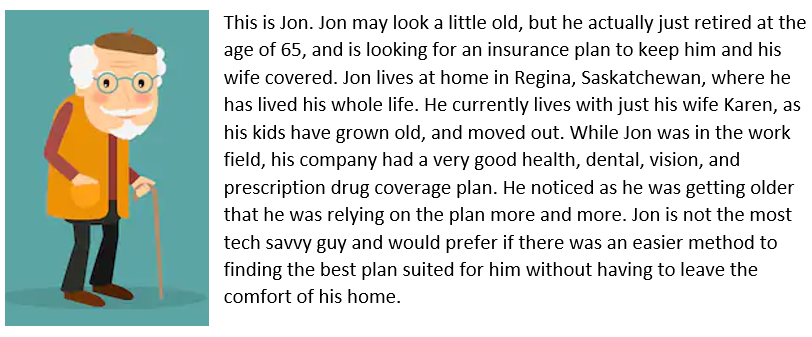 This is Jon. Jon may look a little old, but he actually just retired at the
age of 65, and is looking for an insurance plan to keep him and his
wife covered. Jon lives at home in Regina, Saskatchewan, where he
has lived his whole life. He currently lives with just his wife Karen, as
his kids have grown old, and moved out. While Jon was in the work
field, his company had a very good health, dental, vision, and
prescription drug coverage plan. He noticed as he was getting older
that he was relying on the plan more and more. Jon is not the most
tech savvy guy and would prefer if there was an easier method to
finding the best plan suited for him without having to leave the
comfort of his home.